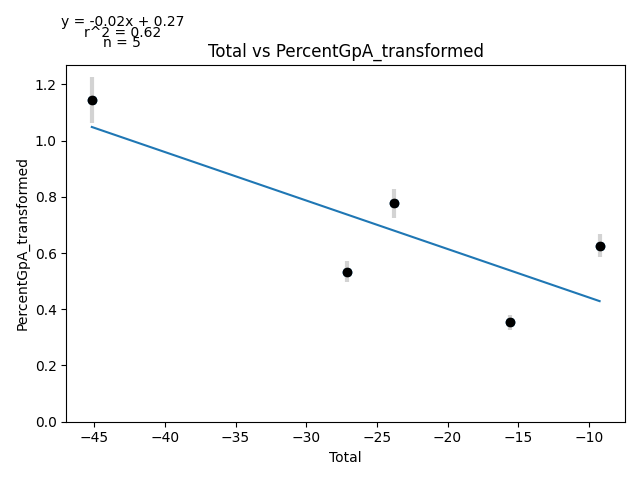 y = -0.02x + 0.27
r^2 = 0.62
n = 5
Total vs PercentGpA_transformed
1.2
1.0
0.8
0.6
0.4
0.2
0.0
PercentGpA_transformed
−45 −40 −35 −30 −25 −20 −15 −10
Total